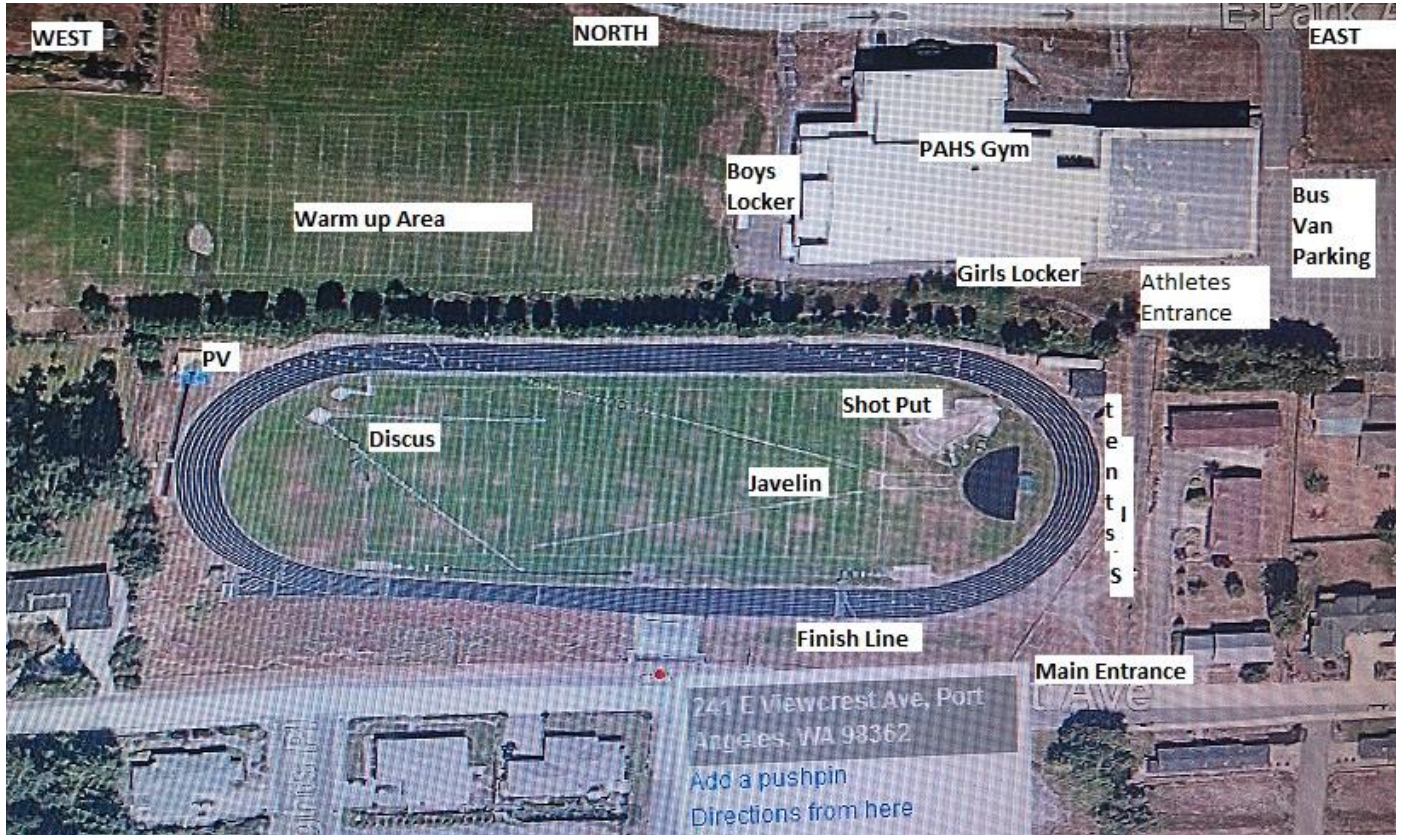 WEST
NORTH
E Park A
EAST
PAHS Gym
Boys
Locker
Warm up Area
Bus
Van
Parking
Girls Locker
Athletes
Entrance
PV
Shot Put
Discus
Javelin
tents
Finish Line
Main Entrance
t Ave
241 E Viewcrest Ave, Port
Angeles, WA 98362
Add a pushpin
Directions from here